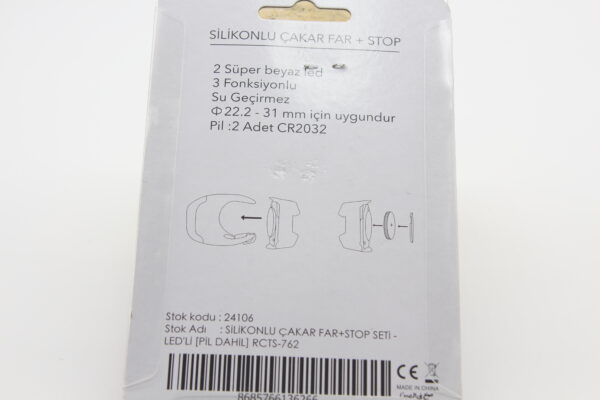 SİLİKONLU ÇAKAR FAR + STOP
2 Süper beyaz led
3 Fonksiyonlu
Su Geçirmez
Φ22.2 - 31 mm için uygundur
Pil :2 Adet CR2032
Stok kodu : 24106
Stok Adı : SİLİKONLU ÇAKAR FAR+STOP SETİ -
LED'Lİ [PİL DAHİL] RCTS-762
CE
MADE IN CHINA
8685766136266